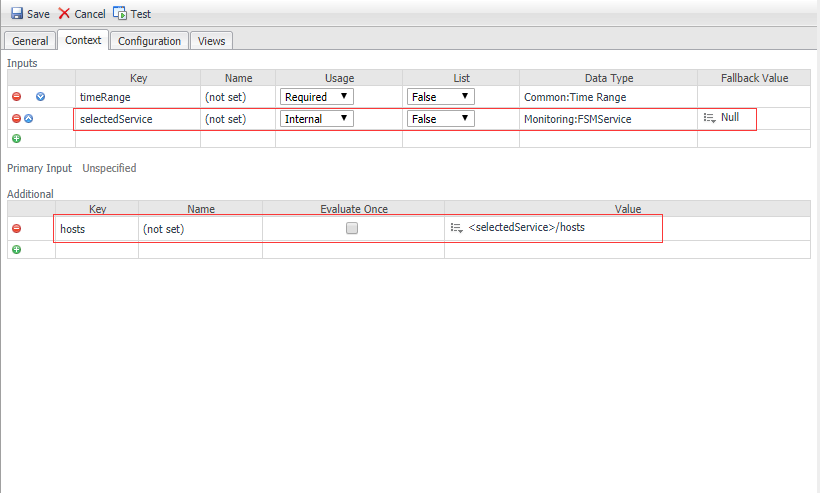 Save Cancel Test
General Context Configuration Views
Inputs
Key Name Usage List Data Type Fallback Value
timeRange (not set) Required False Common:Time Range
selectedService (not set) Internal False Monitoring:FSMService Null
Primary Input Unspecified
Additional
Key Name Evaluate Once Value
hosts (not set) <selectedService>/hosts